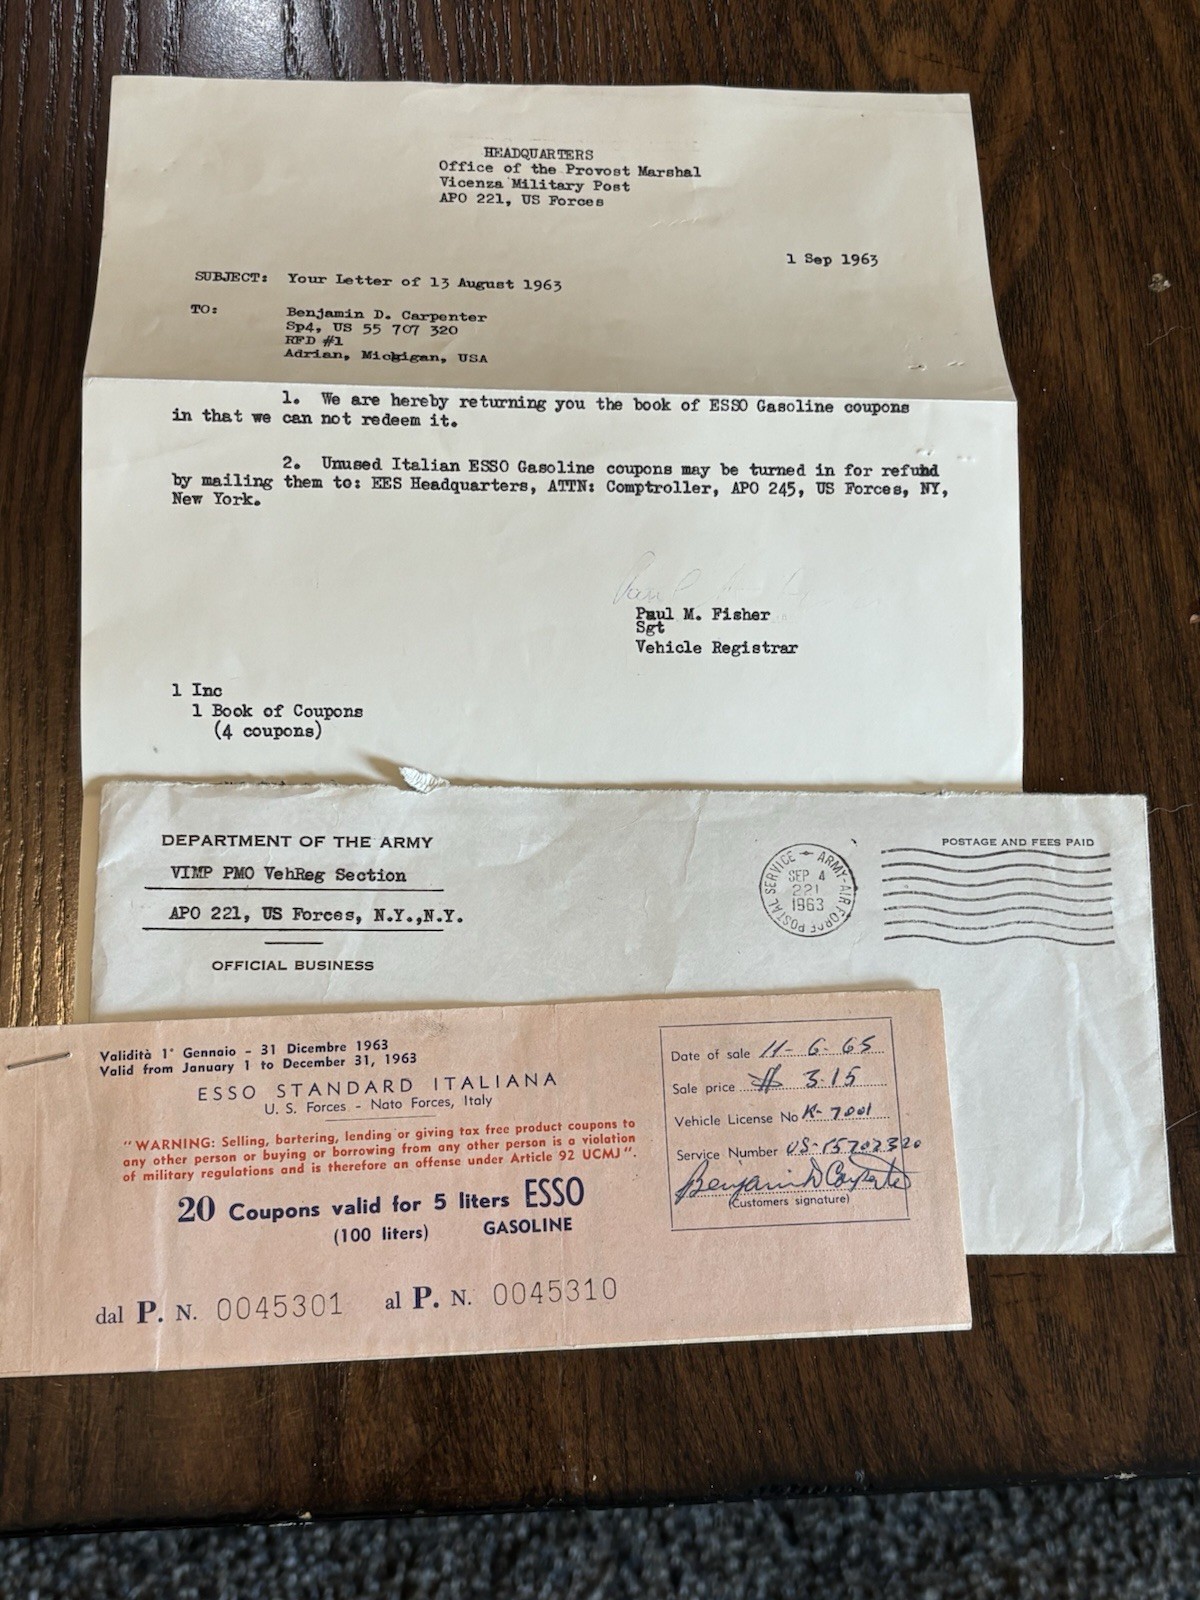 HEADQUARTERS
Office of the Provost Marshal
Vicenza Military Post
APO 221, US Forces
1 Sep 1963
SUBJECT: Your Letter of 13 August 1963
TO: Benjamin D. Carpenter
Sp4, US 55 707 320
RFD #1
Adrian, Michigan, USA
1. We are hereby returning you the book of ESSO Gasoline coupons
in that we can not redeem it.
2. Unused Italian ESSO Gasoline coupons may be turned in for refund
by mailing them to: EES Headquarters, ATTN: Comptroller, APO 245, US Forces, NY,
New York.
Paul
Paul M. Fisher
Sgt
Vehicle Registrar
1 Inc
1 Book of Coupons
(4 coupons)
DEPARTMENT OF THE ARMY
VIMP PMO VehReg Section
APO 221, US Forces, N.Y.,N.Y.
OFFICIAL BUSINESS
ARMY-AIR FORCE POSTAL SERVICE
SEP 4
221
1963
POSTAGE AND FEES PAID
Validità 1° Gennaio - 31 Dicembre 1963
Valid from January 1 to December 31, 1963
ESSO STANDARD ITALIANA
U. S. Forces - Nato Forces, Italy
"WARNING: Selling, bartering, lending or giving tax free product coupons to
any other person or buying or borrowing from any other person is a violation
of military regulations and is therefore an offense under Article 92 UCMJ".
20 Coupons valid for 5 liters ESSO
(100 liters) GASOLINE
dal P. N. 0045301 al P. N. 0045310
Date of sale 11-6-65
Sale price $ 3.15
Vehicle License No K-7001
Service Number US-55707320
Benjamin D Carpenter
(Customers signature)